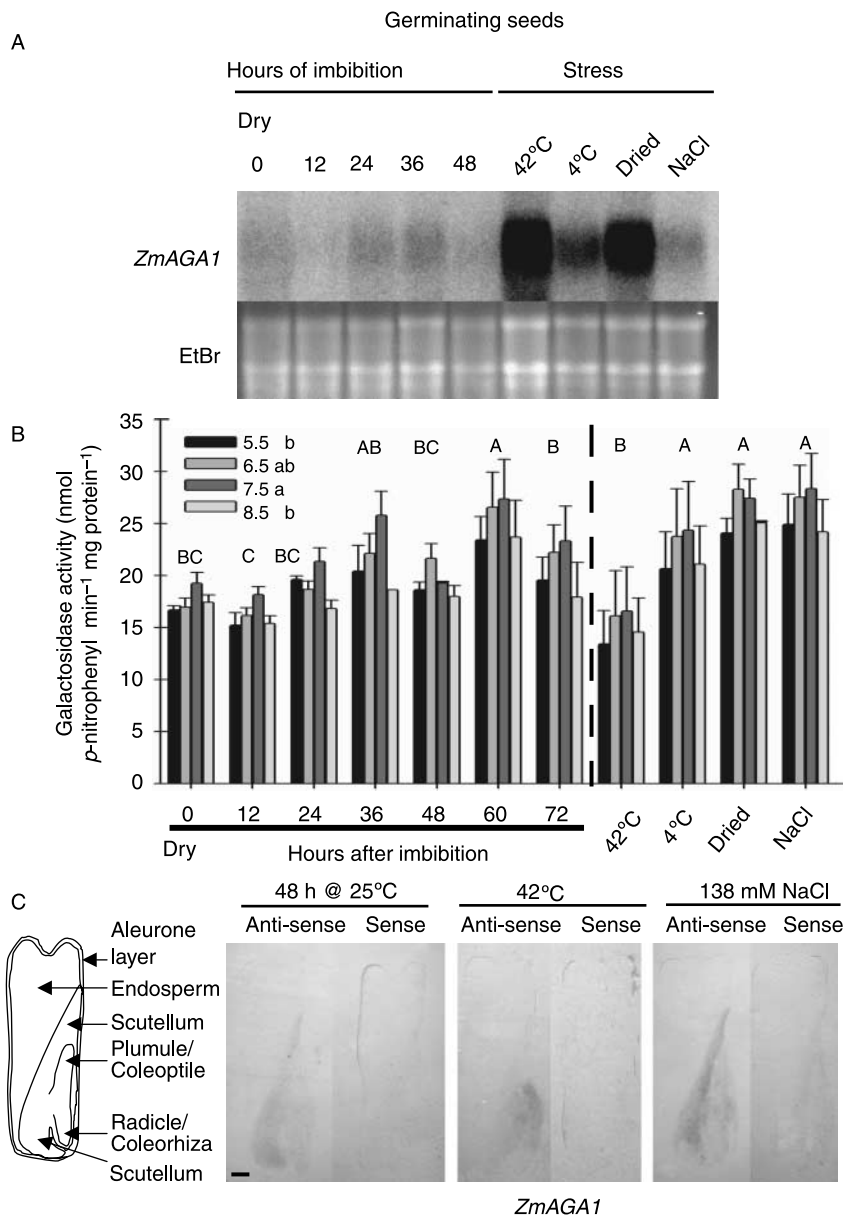 Germinating seeds
A
Hours of imbibition Stress
Dry
0 12 24 36 48 42°C 4°C Dried NaCl
ZmAGA1
EtBr
B
Galactosidase activity (nmol
p-nitrophenyl min⁻¹ mg protein⁻¹)
35
30
25
20
15
10
5
0
5.5 b
6.5 ab
7.5 a
8.5 b
BC C BC AB BC A B B A A A
0 12 24 36 48 60 72 42°C 4°C Dried NaCl
Dry Hours after imbibition
C
48 h @ 25°C 42°C 138 mM NaCl
Anti-sense Sense Anti-sense Sense Anti-sense Sense
Aleurone
layer
Endosperm
Scutellum
Plumule/
Coleoptile
Radicle/
Coleorhiza
Scutellum
ZmAGA1